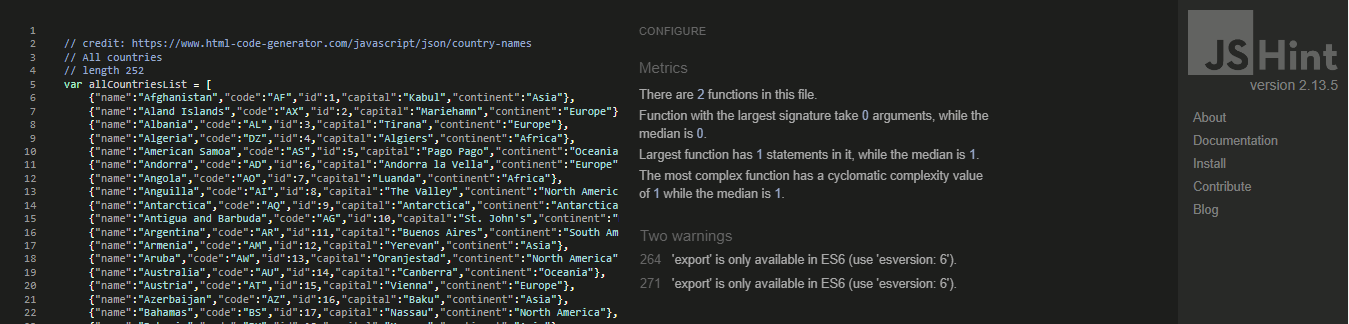 1
2 // credit: https://www.html-code-generator.com/javascript/json/country-names
3 // All countries
4 // length 252
5 var allCountriesList = [
6 {"name":"Afghanistan","code":"AF","id":1,"capital":"Kabul","continent":"Asia"},
7 {"name":"Aland Islands","code":"AX","id":2,"capital":"Mariehamn","continent":"Europe"}
8 {"name":"Albania","code":"AL","id":3,"capital":"Tirana","continent":"Europe"},
9 {"name":"Algeria","code":"DZ","id":4,"capital":"Algiers","continent":"Africa"},
10 {"name":"American Samoa","code":"AS","id":5,"capital":"Pago Pago","continent":"Oceania
11 {"name":"Andorra","code":"AD","id":6,"capital":"Andorra la Vella","continent":"Europe"
12 {"name":"Angola","code":"AO","id":7,"capital":"Luanda","continent":"Africa"},
13 {"name":"Anguilla","code":"AI","id":8,"capital":"The Valley","continent":"North Americ
14 {"name":"Antarctica","code":"AQ","id":9,"capital":"Antarctica","continent":"Antarctica
15 {"name":"Antigua and Barbuda","code":"AG","id":10,"capital":"St. John's","continent":"
16 {"name":"Argentina","code":"AR","id":11,"capital":"Buenos Aires","continent":"South Am
17 {"name":"Armenia","code":"AM","id":12,"capital":"Yerevan","continent":"Asia"},
18 {"name":"Aruba","code":"AW","id":13,"capital":"Oranjestad","continent":"North America"
19 {"name":"Australia","code":"AU","id":14,"capital":"Canberra","continent":"Oceania"},
20 {"name":"Austria","code":"AT","id":15,"capital":"Vienna","continent":"Europe"},
21 {"name":"Azerbaijan","code":"AZ","id":16,"capital":"Baku","continent":"Asia"},
22 {"name":"Bahamas","code":"BS","id":17,"capital":"Nassau","continent":"North America"},
CONFIGURE
Metrics
There are 2 functions in this file.
Function with the largest signature take 0 arguments, while the
median is 0.
Largest function has 1 statements in it, while the median is 1.
The most complex function has a cyclomatic complexity value
of 1 while the median is 1.
Two warnings
264 'export' is only available in ES6 (use 'esversion: 6').
271 'export' is only available in ES6 (use 'esversion: 6').
JSHint
version 2.13.5
About
Documentation
Install
Contribute
Blog